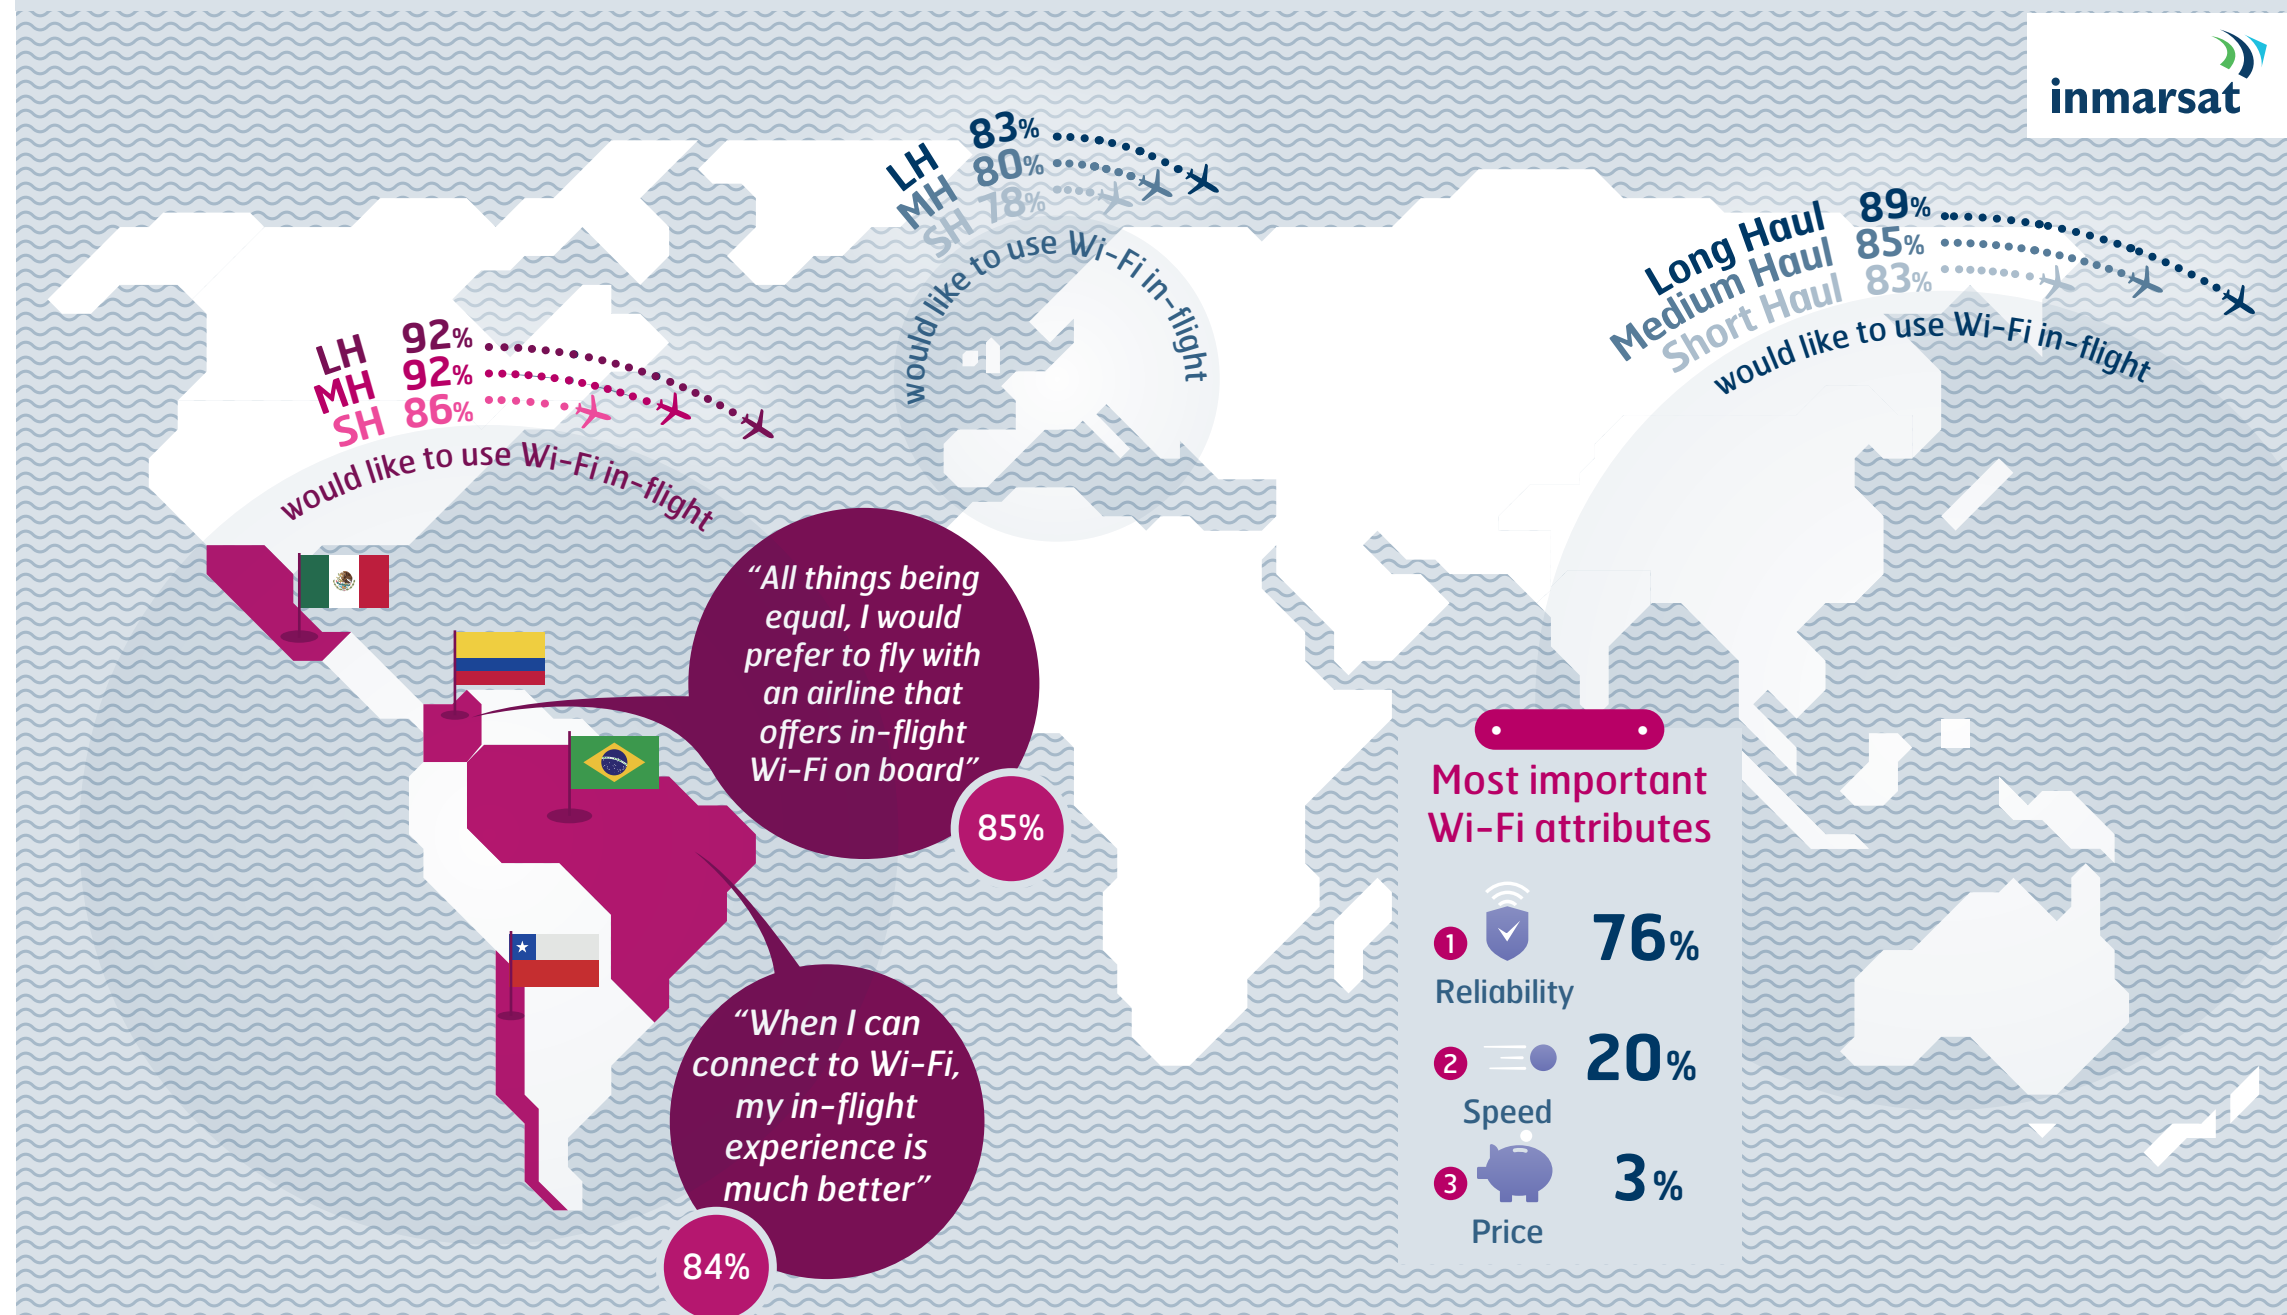 inmarsat
LH 83%
MH 80%
SH 78%
would like to use Wi-Fi in-flight
Long Haul 89%
Medium Haul 85%
Short Haul 83%
would like to use Wi-Fi in-flight
LH 92%
MH 92%
SH 86%
would like to use Wi-Fi in-flight
“All things being
equal, I would
prefer to fly with
an airline that
offers in-flight
Wi-Fi on board”
85%
“When I can
connect to Wi-Fi,
my in-flight
experience is
much better”
84%
Most important
Wi-Fi attributes
1 76%
Reliability
2 20%
Speed
3 3%
Price